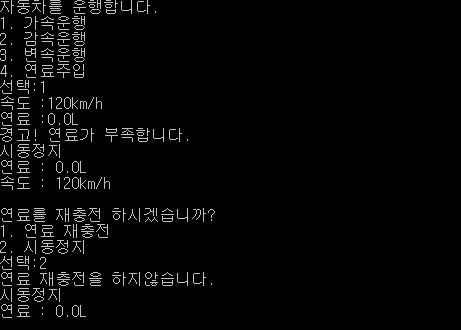 자동차를 운행합니다.
1. 가속운행
2. 감속운행
3. 변속운행
4. 연료주입
선택:1
속도 :120km/h
연료 :0.0L
경고! 연료가 부족합니다.
시동정지
연료 : 0.0L
속도 : 120km/h
연료를 재충전 하시겠습니까?
1. 연료 재충전
2. 시동정지
선택:2
연료 재충전을 하지않습니다.
시동정지
연료 : 0.0L